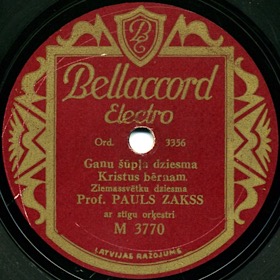 B E
Bellaccord
Electro
Ord. 3356
Ganu šūpļa dziesma
Kristus bērnam
Ziemassvētku dziesma
Prof. PAULS ZAKSS
ar stīgu orķestri
M 3770
LATVIJAS RAŽOJUMS